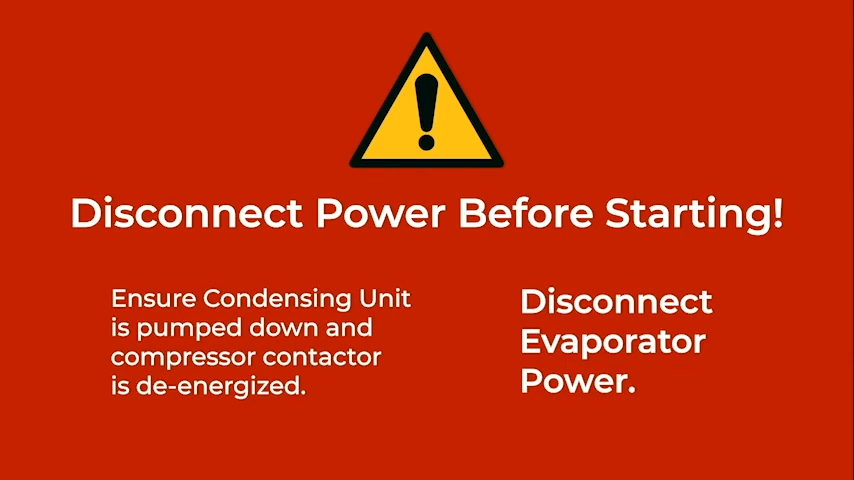 Disconnect Power Before Starting!
Ensure Condensing Unit
is pumped down and
compressor contactor
is de-energized.
Disconnect
Evaporator
Power.